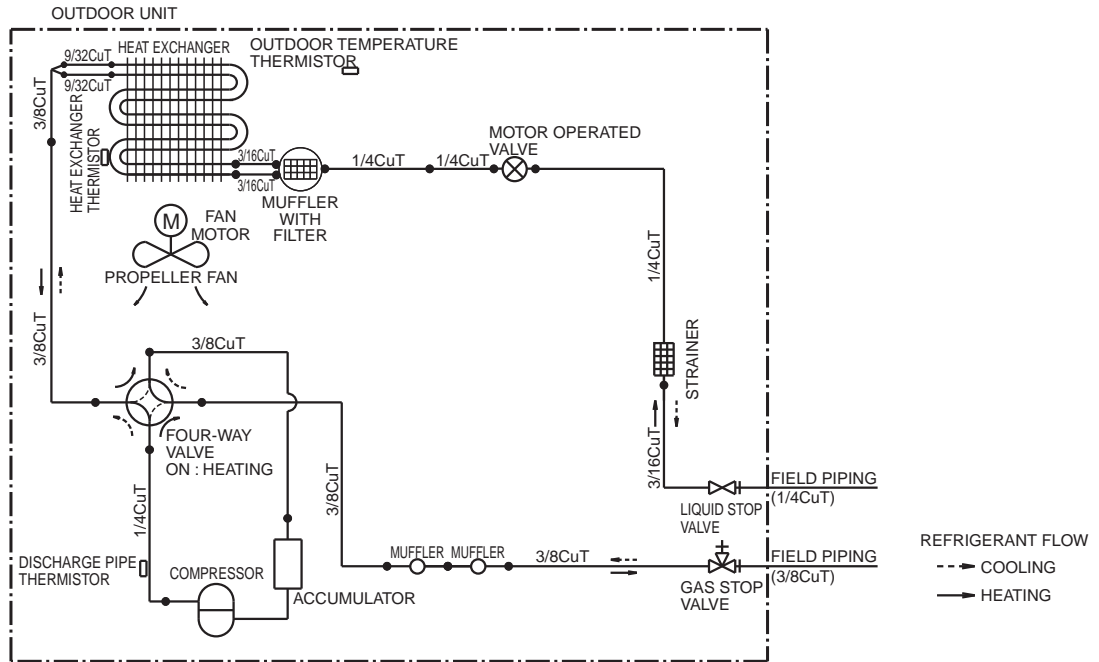 OUTDOOR UNIT
9/32CuT
HEAT EXCHANGER
OUTDOOR TEMPERATURE
THERMISTOR
9/32CuT
3/8CuT
HEAT EXCHANGER
THERMISTOR
3/16CuT
3/16CuT
MUFFLER
WITH
FILTER
1/4CuT
1/4CuT
MOTOR OPERATED
VALVE
M
FAN
MOTOR
PROPELLER FAN
1/4CuT
3/8CuT
3/8CuT
STRAINER
FOUR-WAY
VALVE
ON : HEATING
1/4CuT
3/8CuT
3/16CuT
LIQUID STOP
VALVE
FIELD PIPING
(1/4CuT)
DISCHARGE PIPE
THERMISTOR
COMPRESSOR
ACCUMULATOR
MUFFLER
MUFFLER
3/8CuT
GAS STOP
VALVE
FIELD PIPING
(3/8CuT)
REFRIGERANT FLOW
COOLING
HEATING